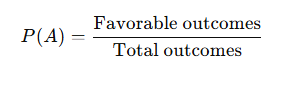 P(A) = Favorable outcomes / Total outcomes